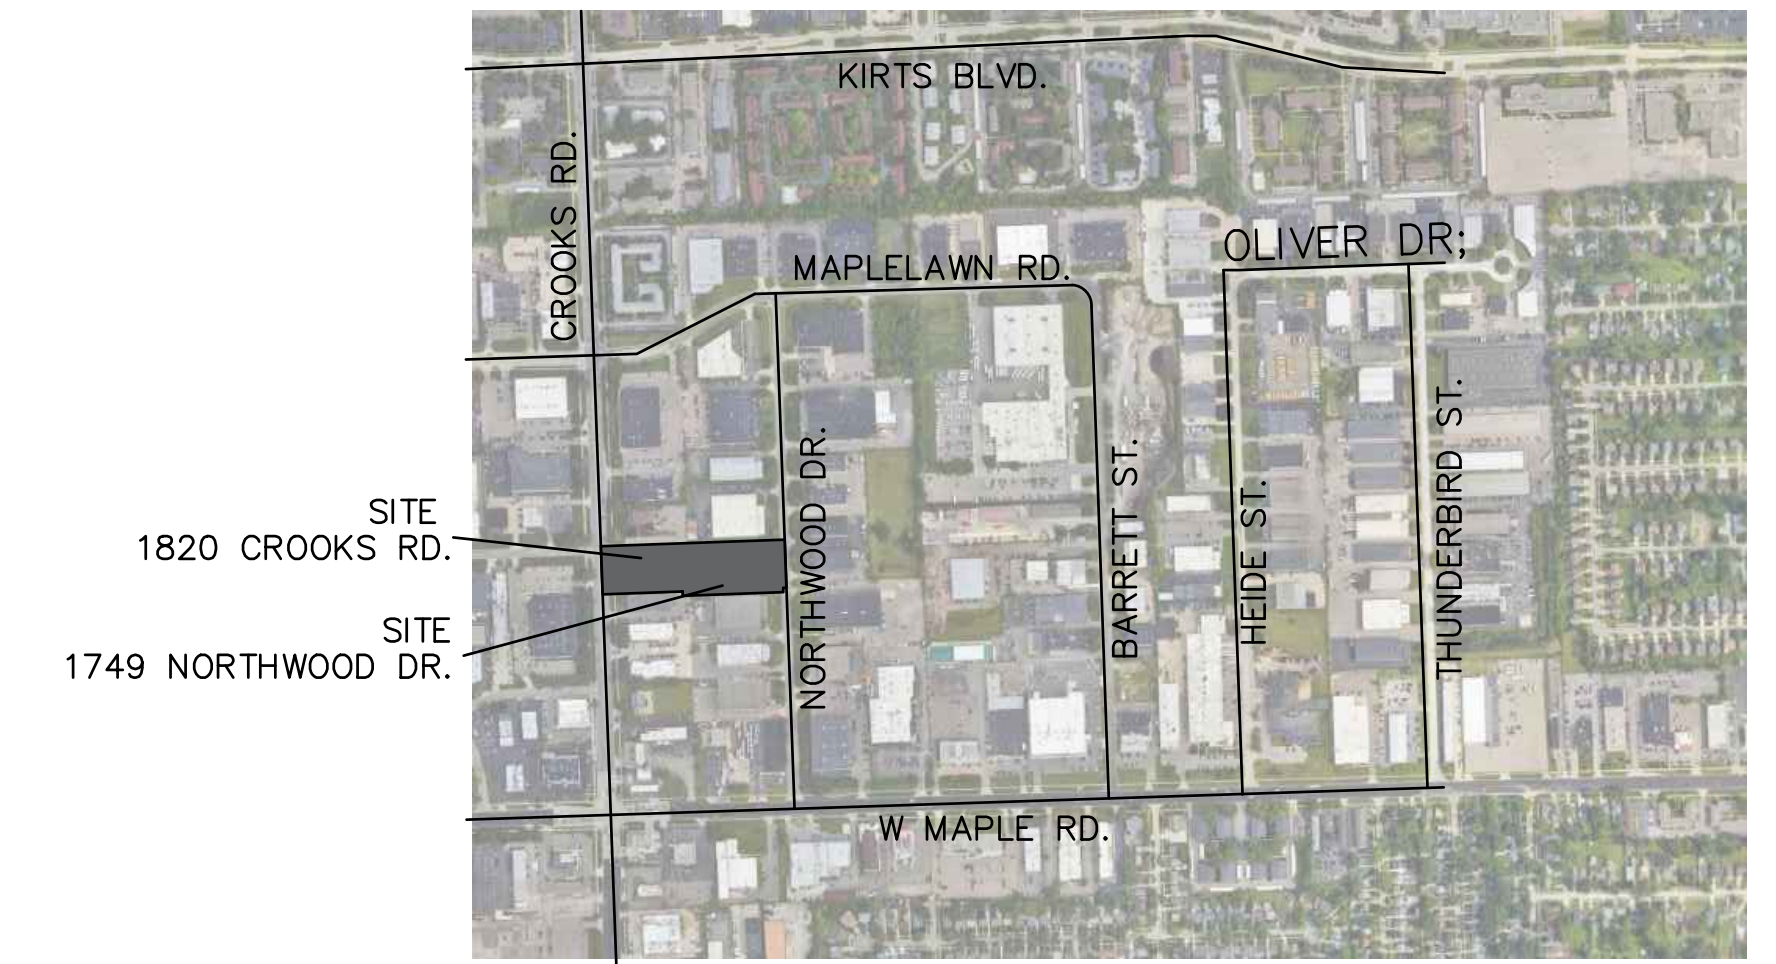 KIRTS BLVD.
CROOKS RD.
OLIVER DR;
MAPLELAWN RD.
NORTHWOOD DR.
BARRETT ST.
HEIDE ST.
THUNDERBIRD ST.
SITE
1820 CROOKS RD.
SITE
1749 NORTHWOOD DR.
W MAPLE RD.